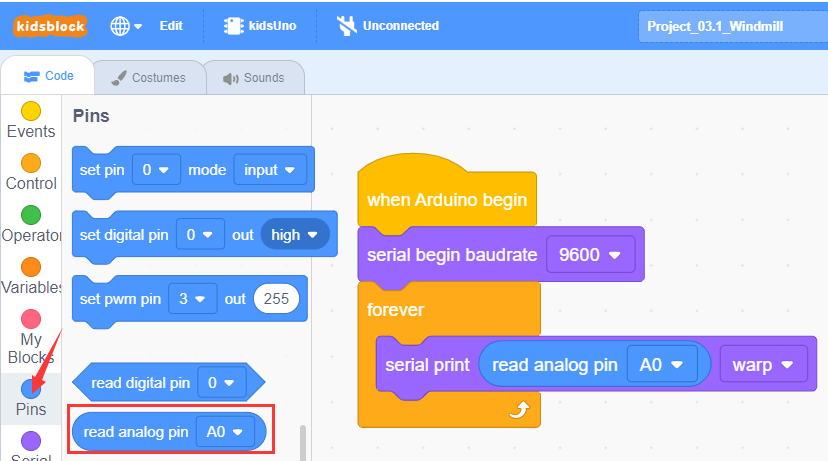 kidsblock
Edit
kidsUno
Unconnected
Project_03.1_Windmill
Code
Costumes
Sounds
Events
Control
Operator
Variables
My
Blocks
Pins
Serial
Pins
set pin 0 mode input
set digital pin 0 out high
set pwm pin 3 out 255
read digital pin 0
read analog pin A0
when Arduino begin
serial begin baudrate 9600
forever
serial print read analog pin A0 warp